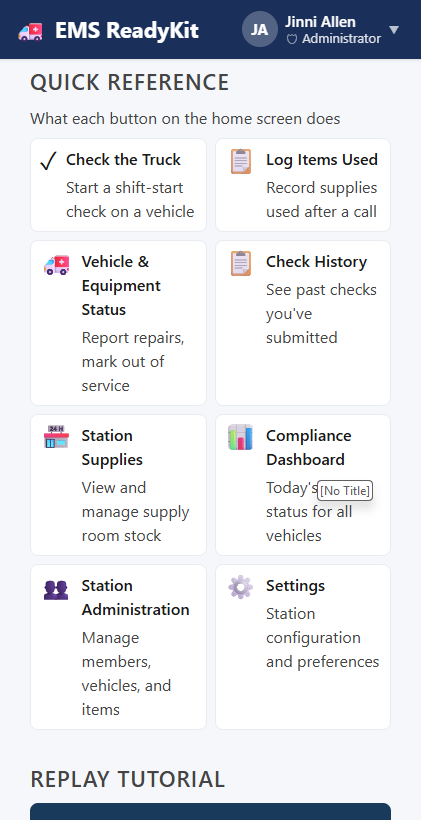 EMS ReadyKit
JA
Jinni Allen
Administrator
QUICK REFERENCE
What each button on the home screen does
Check the Truck
Start a shift-start
check on a vehicle
Log Items Used
Record supplies
used after a call
Vehicle &
Equipment
Status
Report repairs,
mark out of
service
Check History
See past checks
you've
submitted
24 H
Station
Supplies
View and
manage supply
room stock
Compliance
Dashboard
Today's
[No Title]
status for all
vehicles
Station
Administration
Manage
members,
vehicles, and
items
Settings
Station
configuration
and preferences
REPLAY TUTORIAL